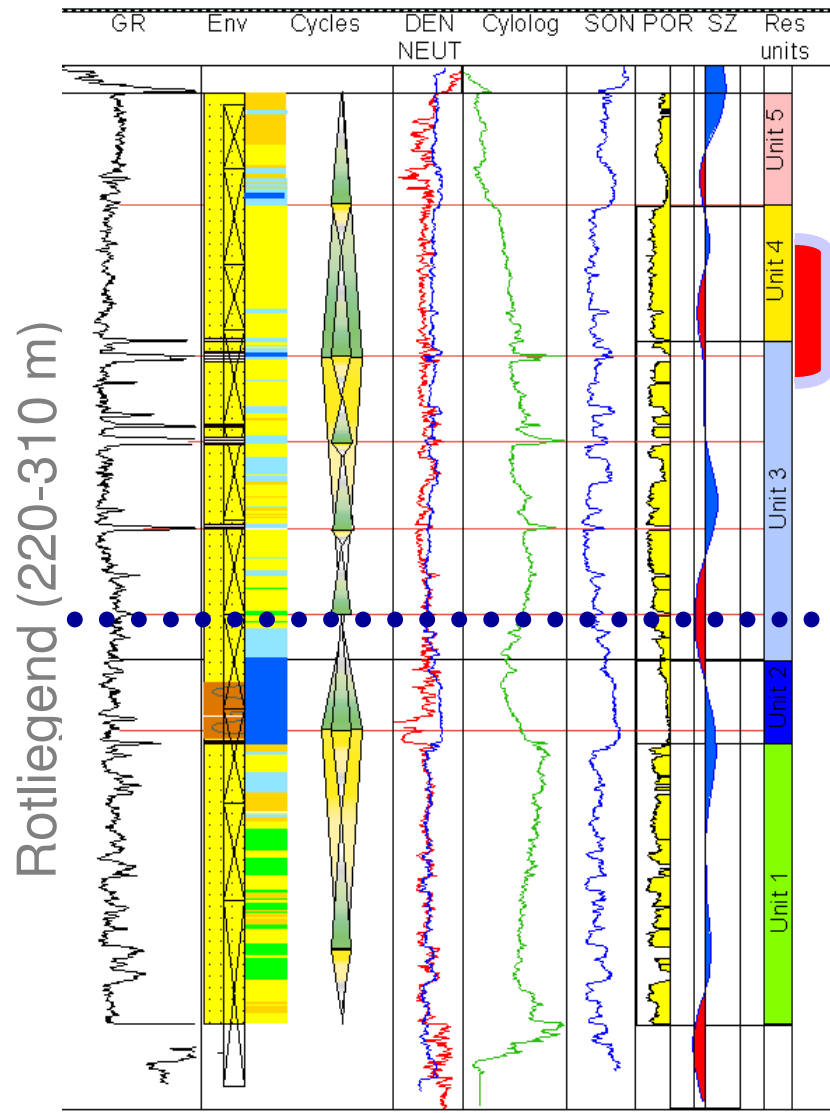 GR Env Cycles DEN Cylolog SON POR SZ Res
NEUT units
Unit 5
Unit 4
Unit 3
Unit 2
Unit 1
Rotliegend (220-310 m)